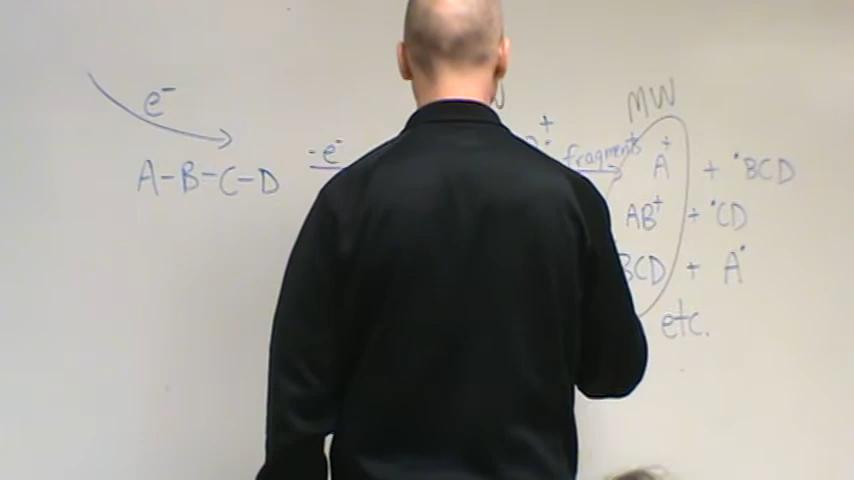 e⁻
MW
A-B-C-D
-e⁻
fragments
A⁺ + •BCD
AB⁺ + •CD
BCD + A•
etc.